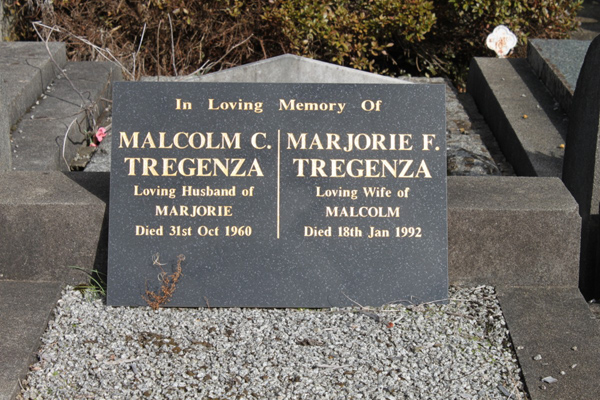 In Loving Memory Of
MALCOLM C.
TREGENZA
Loving Husband of
MARJORIE
Died 31st Oct 1960
MARJORIE F.
TREGENZA
Loving Wife of
MALCOLM
Died 18th Jan 1992